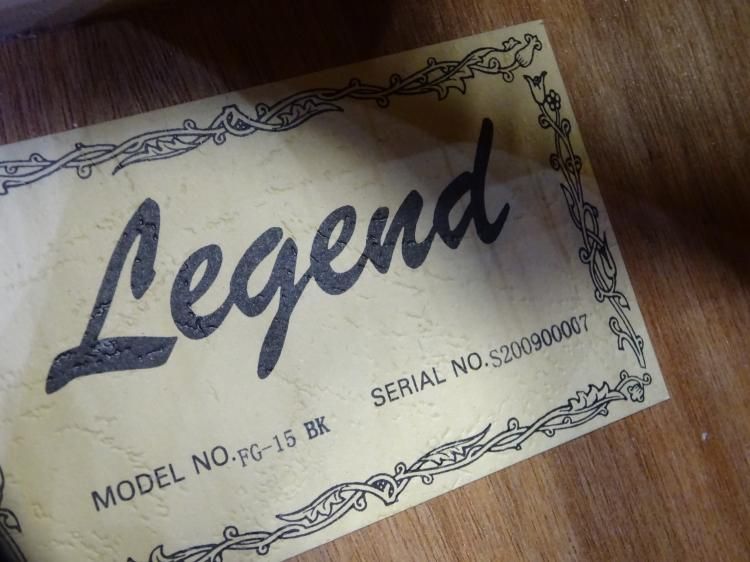 Legend
MODEL NO. FG-15 BK
SERIAL NO. S200900007